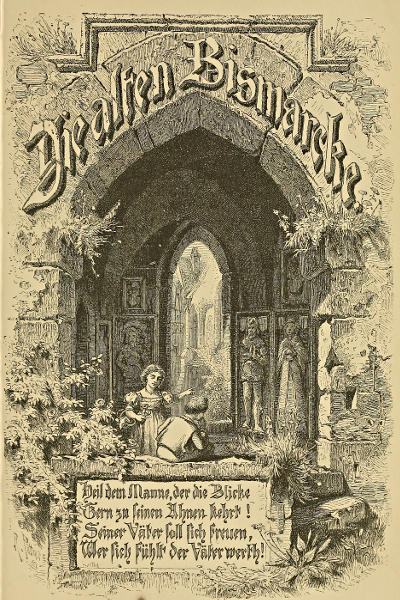 Die alten Bismarcke.
Heil dem Manne, der die Blicke
Gern zu seinen Ahnen kehrt!
Seiner Väter soll sich freuen,
Wer sich fühlt der Väter werth!